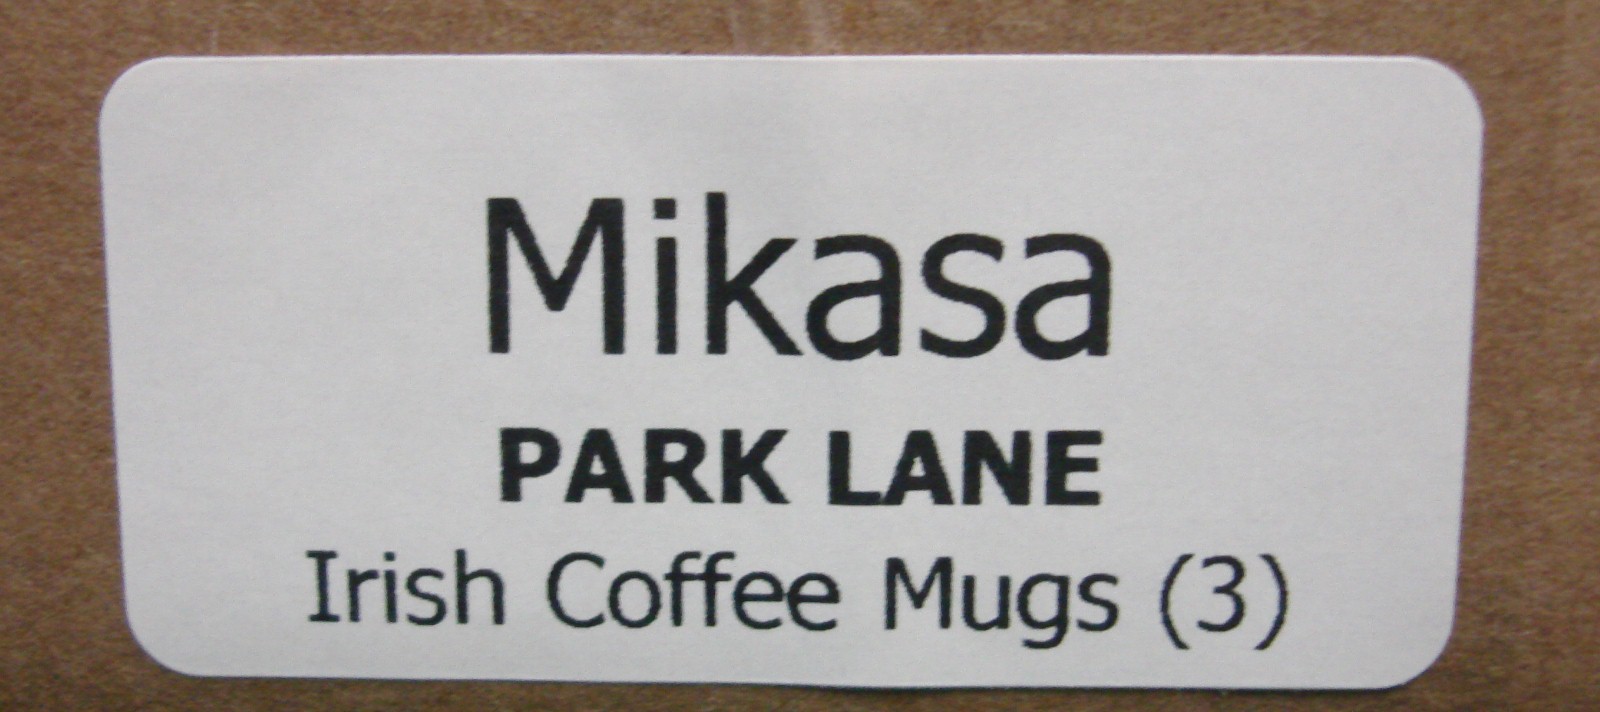 Mikasa
PARK LANE
Irish Coffee Mugs (3)